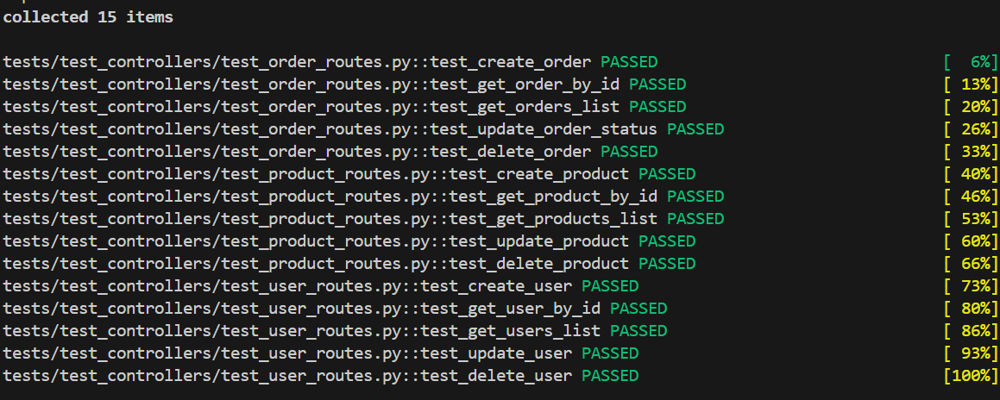 collected 15 items
tests/test_controllers/test_order_routes.py::test_create_order PASSED [  6%]
tests/test_controllers/test_order_routes.py::test_get_order_by_id PASSED [ 13%]
tests/test_controllers/test_order_routes.py::test_get_orders_list PASSED [ 20%]
tests/test_controllers/test_order_routes.py::test_update_order_status PASSED [ 26%]
tests/test_controllers/test_order_routes.py::test_delete_order PASSED [ 33%]
tests/test_controllers/test_product_routes.py::test_create_product PASSED [ 40%]
tests/test_controllers/test_product_routes.py::test_get_product_by_id PASSED [ 46%]
tests/test_controllers/test_product_routes.py::test_get_products_list PASSED [ 53%]
tests/test_controllers/test_product_routes.py::test_update_product PASSED [ 60%]
tests/test_controllers/test_product_routes.py::test_delete_product PASSED [ 66%]
tests/test_controllers/test_user_routes.py::test_create_user PASSED [ 73%]
tests/test_controllers/test_user_routes.py::test_get_user_by_id PASSED [ 80%]
tests/test_controllers/test_user_routes.py::test_get_users_list PASSED [ 86%]
tests/test_controllers/test_user_routes.py::test_update_user PASSED [ 93%]
tests/test_controllers/test_user_routes.py::test_delete_user PASSED [100%]